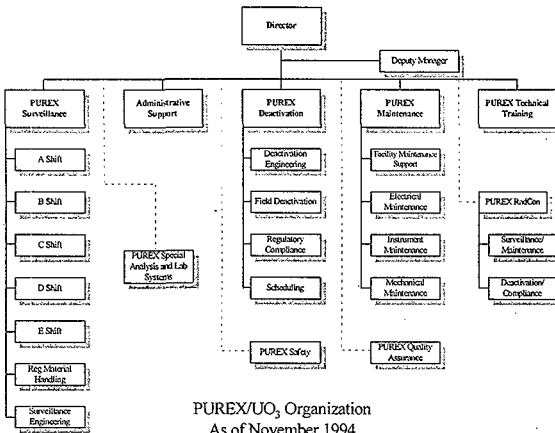 Director
Deputy Manager
PUREX
Surveillance
Administrative
Support
PUREX
Deactivation
PUREX
Maintenance
PUREX Technical
Training
A Shift
B Shift
C Shift
D Shift
E Shift
Reg Material
Handling
Surveillance
Engineering
PUREX Special
Analysis and Lab
Systems
Deactivation
Engineering
Field Deactivation
Regulatory
Compliance
Scheduling
PUREX Safety
Facility Maintenance
Support
Electrical
Maintenance
Instrument
Maintenance
Mechanical
Maintenance
PUREX Quality
Assurance
PUREX RadCon
Surveillance/
Maintenance
Deactivation/
Compliance
PUREX/UO₃ Organization
As of November 1994